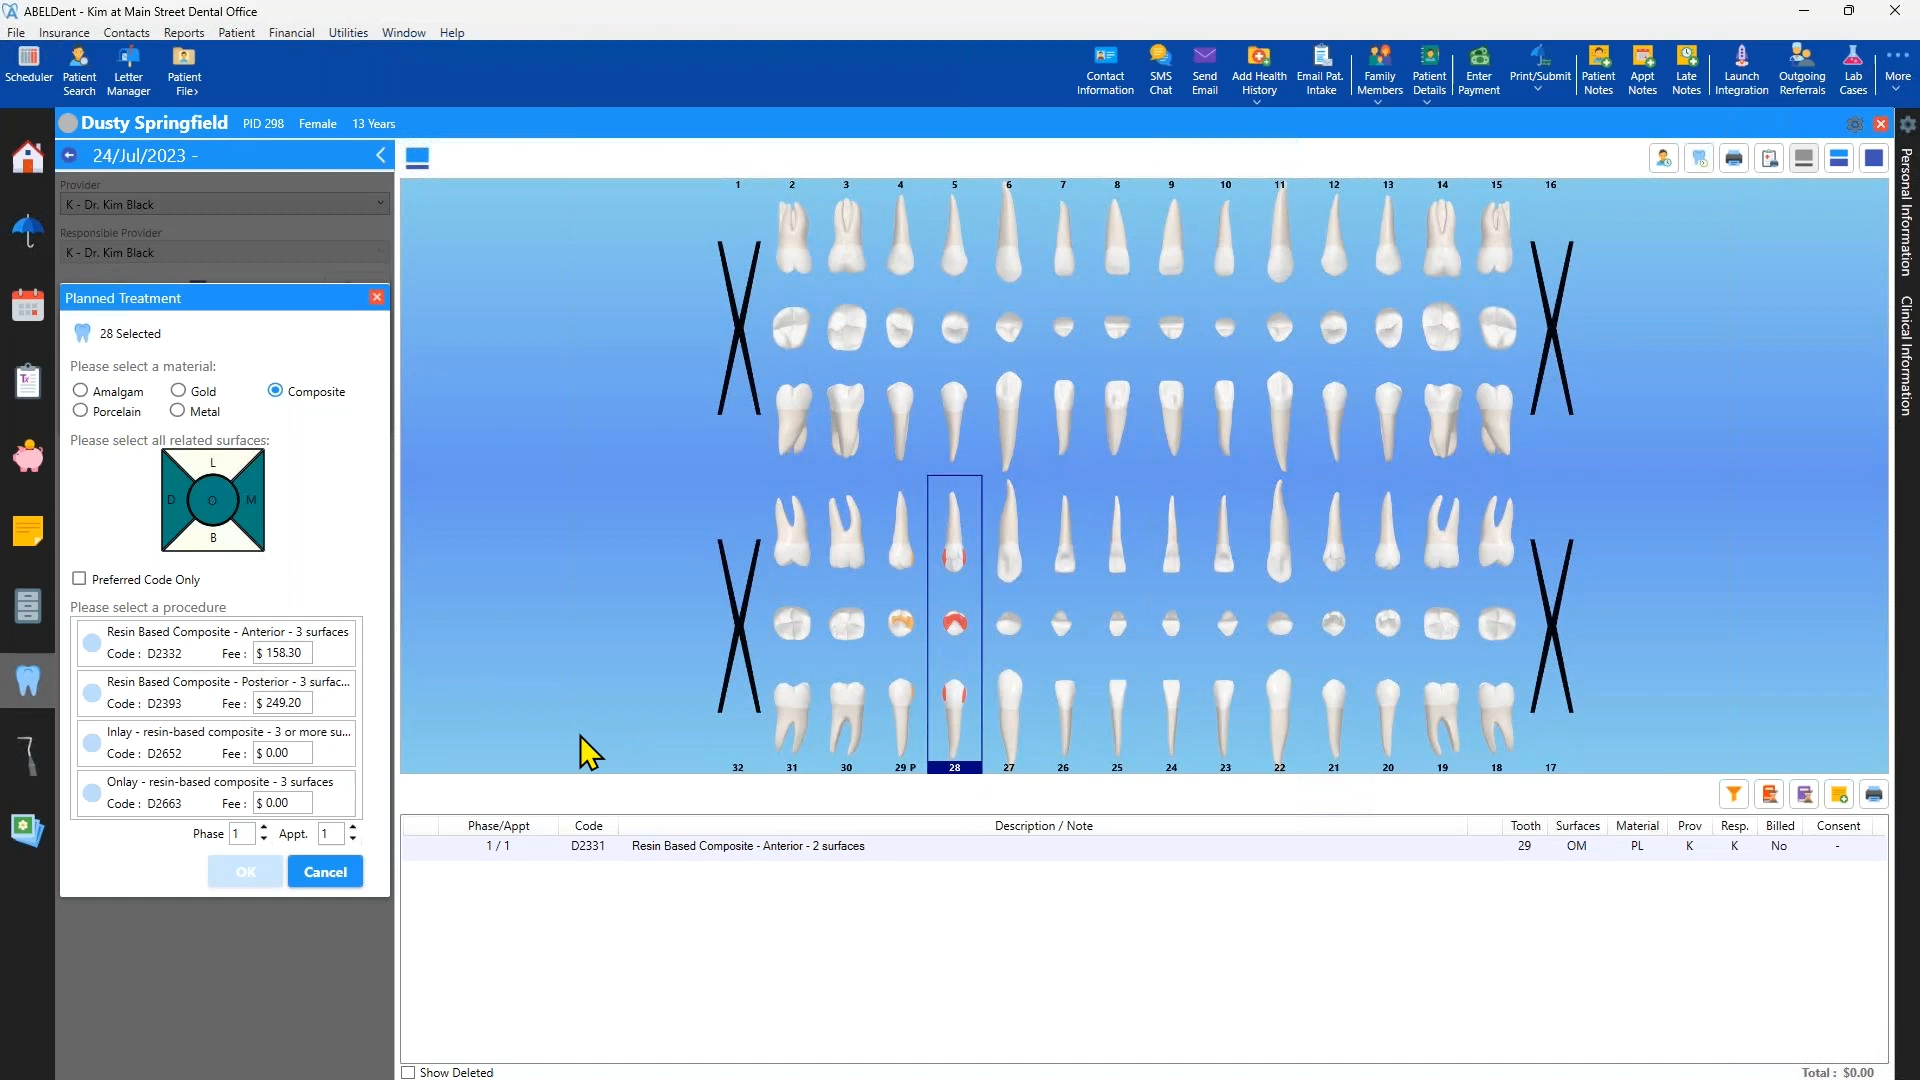 ABELDent - Kim at Main Street Dental Office
File Insurance Contacts Reports Patient Financial Utilities Window Help
Scheduler
Patient Search
Letter Manager
Patient File>
Contact Information
SMS Chat
Send Email
Add Health History
Email Pat. Intake
Family Members
Patient Details
Enter Payment
Print/Submit
Patient Notes
Appt Notes
Late Notes
Launch Integration
Outgoing Rerferrals
Lab Cases
More
Dusty Springfield PID 298 Female 13 Years
24/Jul/2023 -
Provider
K - Dr. Kim Black
Responsible Provider
K - Dr. Kim Black
Planned Treatment
28 Selected
Please select a material:
Amalgam Gold Composite
Porcelain Metal
Please select all related surfaces:
L
D O M
B
Preferred Code Only
Please select a procedure
Resin Based Composite - Anterior - 3 surfaces
Code : D2332 Fee : $ 158.30
Resin Based Composite - Posterior - 3 surfac...
Code : D2393 Fee : $ 249.20
Inlay - resin-based composite - 3 or more su...
Code : D2652 Fee : $ 0.00
Onlay - resin-based composite - 3 surfaces
Code : D2663 Fee : $ 0.00
Phase 1 Appt. 1
OK Cancel
1 2 3 4 5 6 7 8 9 10 11 12 13 14 15 16
32 31 30 29 P 28 27 26 25 24 23 22 21 20 19 18 17
Phase/Appt Code Description / Note Tooth Surfaces Material Prov Resp. Billed Consent
1 / 1 D2331 Resin Based Composite - Anterior - 2 surfaces 29 OM PL K K No -
Show Deleted
Total : $0.00
Personal Information
Clinical Information